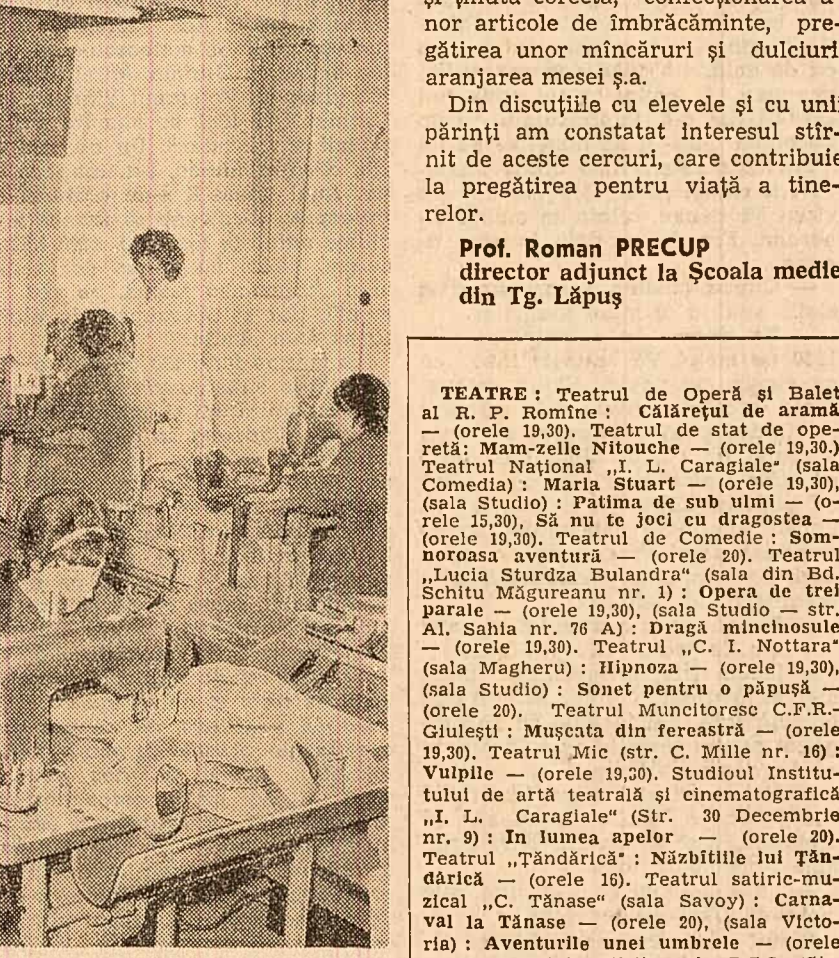 și ținută corectă, confecționarea a-
nor articole de îmbrăcăminte, pre-
gătirea unor mîncăruri și dulciuri
aranjarea mesei ș.a.
Din discuțiile cu elevele și cu unii
părinți am constatat interesul stîr-
nit de aceste cercuri, care contribuie
la pregătirea pentru viață a tine-
relor.
Prof. Roman PRECUP
director adjunct la Școala medie
din Tg. Lăpuș
TEATRE : Teatrul de Operă și Balet
al R. P. Romîne : Călărețul de aramă
— (orele 19,30). Teatrul de stat de ope-
retă: Mam-zelle Nitouche — (orele 19,30.)
Teatrul Național „I. L. Caragiale" (sala
Comedia) : Maria Stuart — (orele 19,30),
(sala Studio) : Patima de sub ulmi — (o-
rele 15,30), Să nu te joci cu dragostea —
(orele 19,30). Teatrul de Comedie : Som-
noroasa aventură — (orele 20). Teatrul
„Lucia Sturdza Bulandra" (sala din Bd.
Schitu Măgureanu nr. 1) : Opera de trei
parale — (orele 19,30), (sala Studio — str.
Al. Sahia nr. 76 A) : Dragă mincinosule
— (orele 19,30). Teatrul „C. I. Nottara"
(sala Magheru) : Hipnoza — (orele 19,30),
(sala Studio) : Sonet pentru o păpușă —
(orele 20). Teatrul Muncitoresc C.F.R.-
Giulești : Mușcata din fereastră — (orele
19,30). Teatrul Mic (str. C. Mille nr. 16) :
Vulpile — (orele 19,30). Studioul Institu-
tului de artă teatrală și cinematografică
„I. L. Caragiale" (Str. 30 Decembrie
nr. 9) : In lumea apelor — (orele 20).
Teatrul „Țăndărică" : Năzbîtiile lui Țăn-
dărică — (orele 16). Teatrul satiric-mu-
zical „C. Tănase" (sala Savoy) : Carna-
val la Tănase — (orele 20), (sala Victo-
ria) : Aventurile unei umbrele — (orele